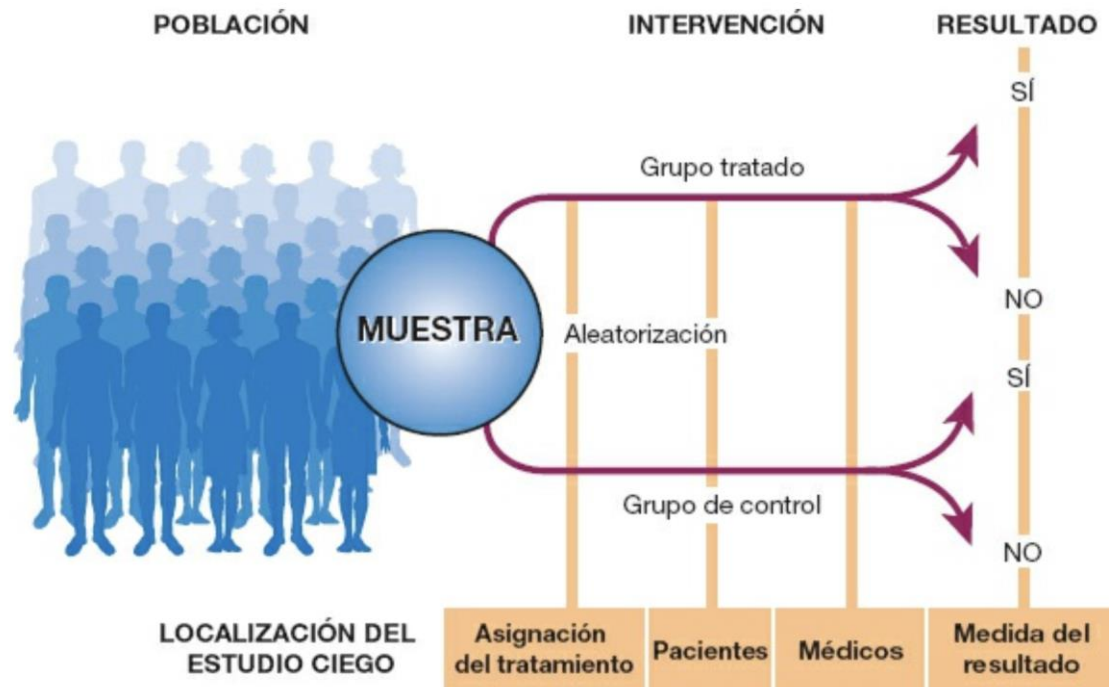 POBLACIÓN
INTERVENCIÓN
RESULTADO
SÍ
Grupo tratado
NO
MUESTRA
Aleatorización
SÍ
Grupo de control
NO
LOCALIZACIÓN DEL
ESTUDIO CIEGO
Asignación
del tratamiento
Pacientes
Médicos
Medida del
resultado